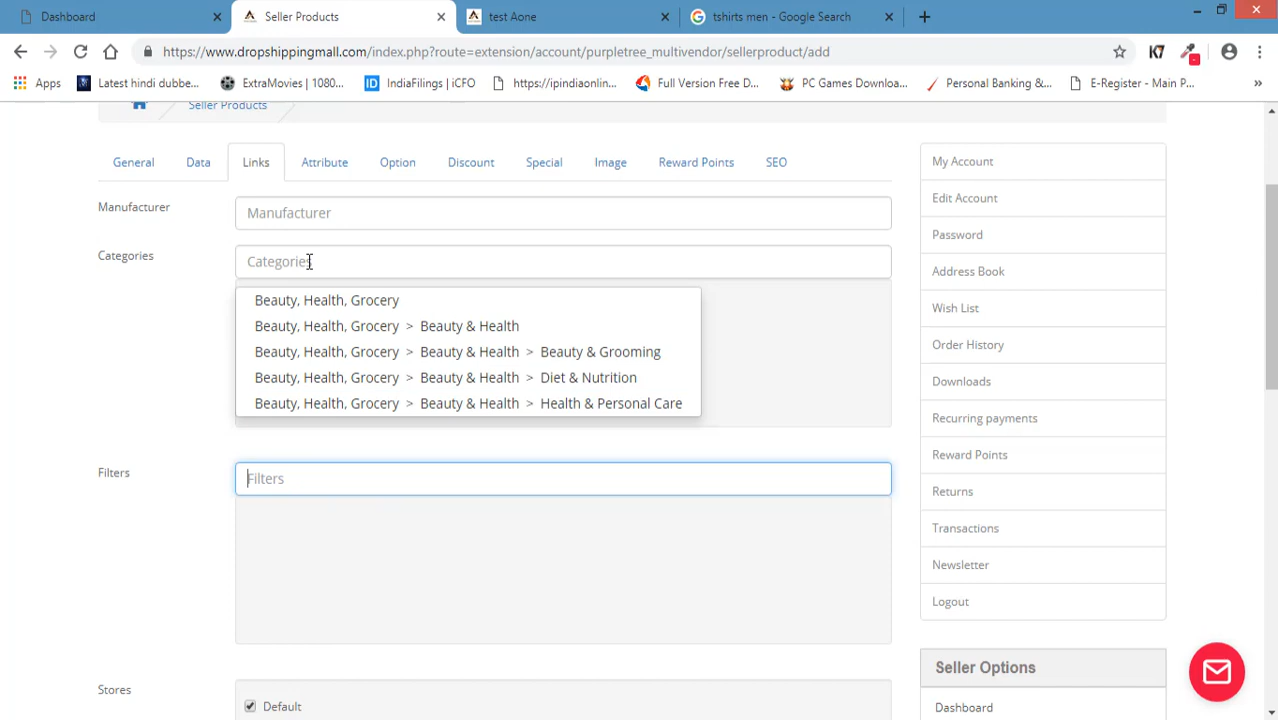 Dashboard
Seller Products
test Aone
tshirts men - Google Search
https://www.dropshippingmall.com/index.php?route=extension/account/purpletree_multivendor/sellerproduct/add
K7
Apps
Latest hindi dubbe...
ExtraMovies | 1080...
ID
IndiaFilings | iCFO
https://ipindiaonlin...
Full Version Free D...
PC Games Downloa...
Personal Banking &...
E-Register - Main P...
»
Seller Products
General
Data
Links
Attribute
Option
Discount
Special
Image
Reward Points
SEO
Manufacturer
Manufacturer
Categories
Categories
Beauty, Health, Grocery
Beauty, Health, Grocery > Beauty & Health
Beauty, Health, Grocery > Beauty & Health > Beauty & Grooming
Beauty, Health, Grocery > Beauty & Health > Diet & Nutrition
Beauty, Health, Grocery > Beauty & Health > Health & Personal Care
Filters
Filters
Stores
Default
My Account
Edit Account
Password
Address Book
Wish List
Order History
Downloads
Recurring payments
Reward Points
Returns
Transactions
Newsletter
Logout
Seller Options
Dashboard